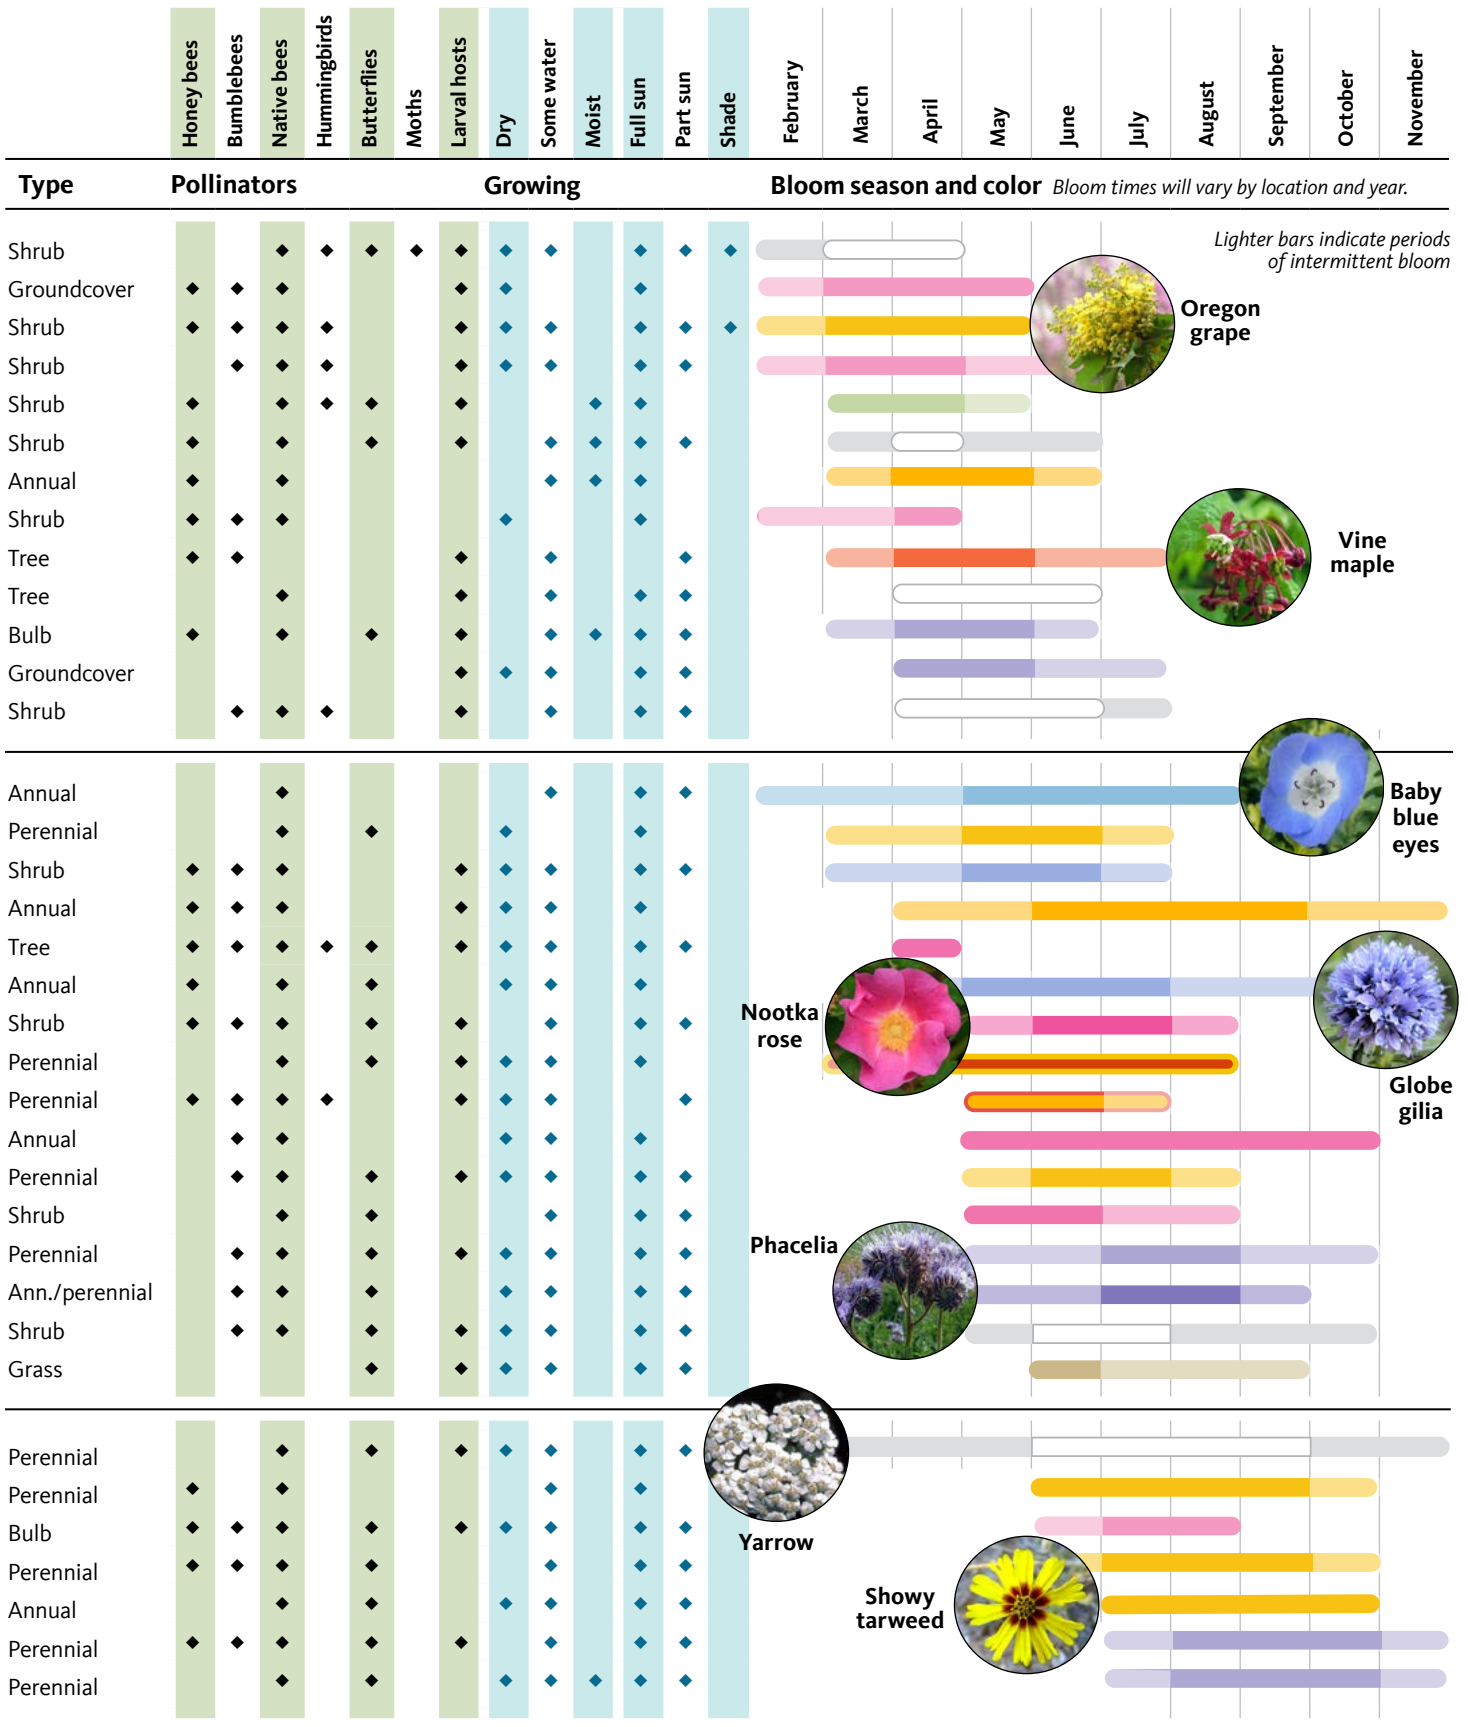 Honey bees
Bumblebees
Native bees
Hummingbirds
Butterflies
Moths
Larval hosts
Dry
Some water
Moist
Full sun
Part sun
Shade
February
March
April
May
June
July
August
September
October
November
Type
Pollinators
Growing
Bloom season and color Bloom times will vary by location and year.
Lighter bars indicate periods
of intermittent bloom
Shrub
Groundcover
Shrub
Oregon
grape
Shrub
Shrub
Shrub
Annual
Shrub
Tree
Vine
maple
Tree
Bulb
Groundcover
Shrub
Annual
Baby
blue
eyes
Perennial
Shrub
Annual
Tree
Annual
Shrub
Nootka
rose
Perennial
Perennial
Globe
gilia
Annual
Perennial
Shrub
Perennial
Phacelia
Ann./perennial
Shrub
Grass
Perennial
Perennial
Bulb
Yarrow
Perennial
Annual
Showy
tarweed
Perennial
Perennial